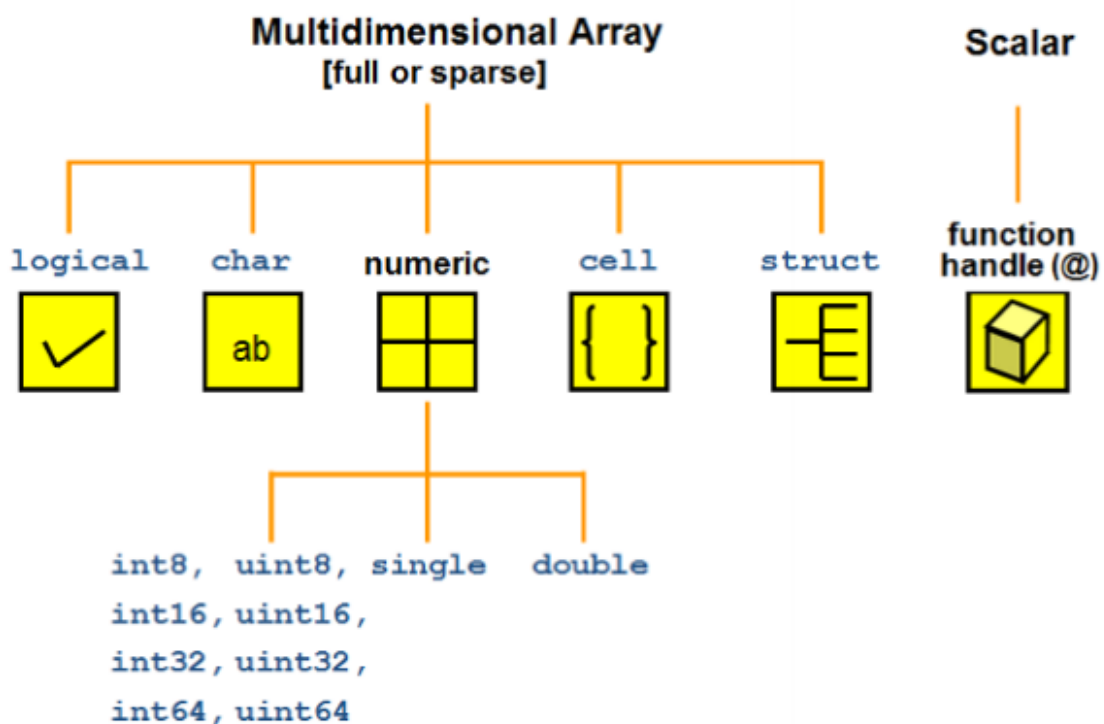 Multidimensional Array
[full or sparse]
Scalar
logical char numeric cell struct
function
handle (@)
ab
{ }
int8, uint8, single double
int16, uint16,
int32, uint32,
int64, uint64